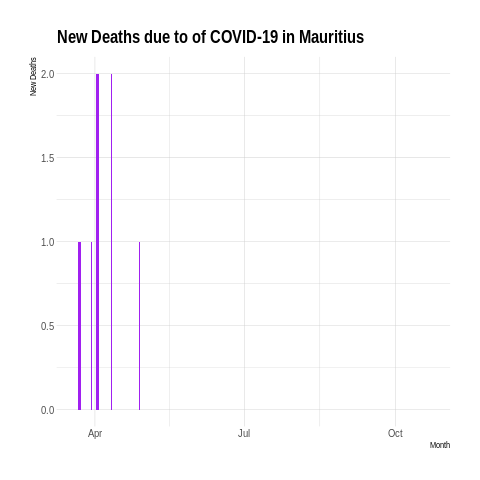 New Deaths due to of COVID-19 in Mauritius
New Deaths
2.0
1.5
1.0
0.5
0.0
Apr Jul Oct
Month